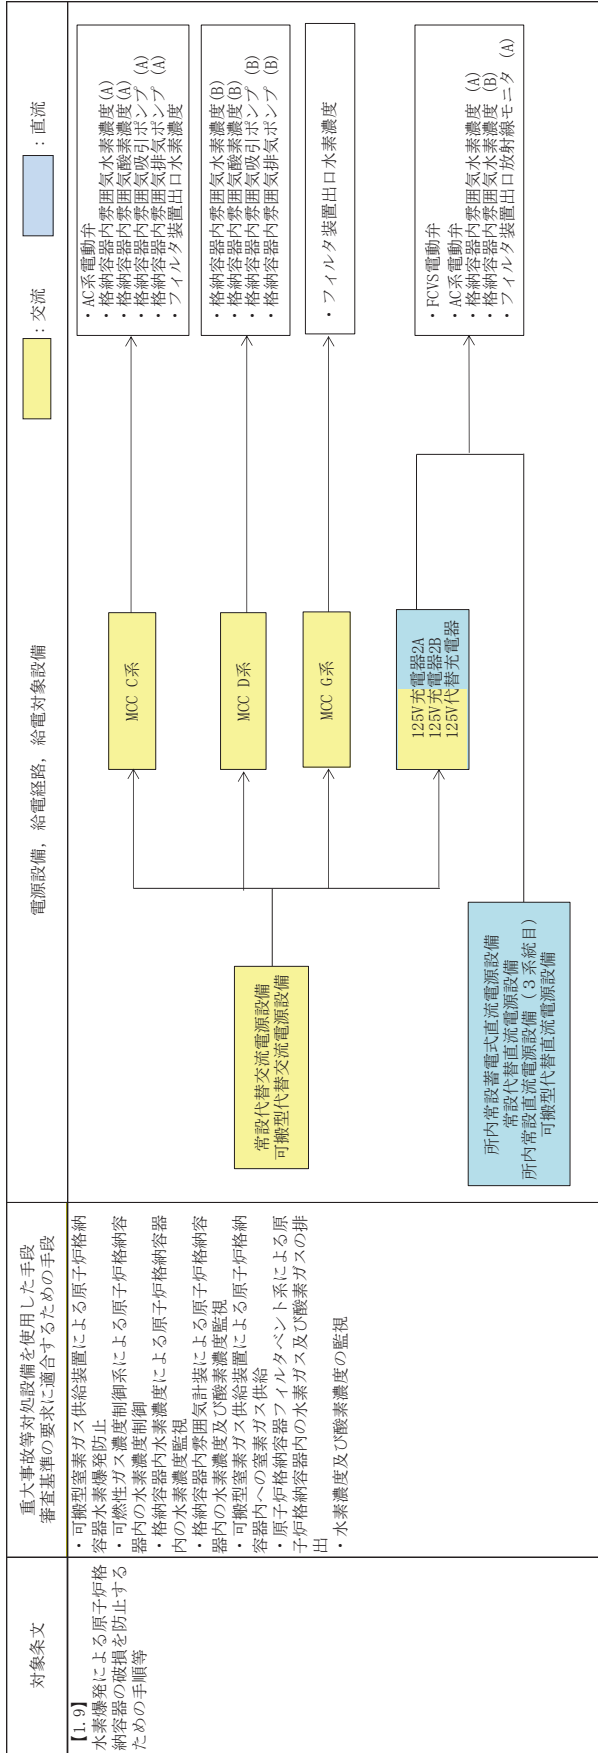 対象条文
重大事故等対処設備を使用した手段
審査基準の要求に適合するための手段
電源設備，給電経路，給電対象設備
：交流
：直流
【1.9】
水素爆発による原子炉格
納容器の破損を防止する
ための手順等
・可搬型窒素ガス供給装置による原子炉格納
容器水素爆発防止
・可燃性ガス濃度制御系による原子炉格納容
器内の水素濃度制御
・格納容器内水素濃度による原子炉格納容器
内の水素濃度監視
・格納容器内雰囲気計装による原子炉格納容
器内の水素濃度及び酸素濃度監視
・可搬型窒素ガス供給装置による原子炉格納
容器内への窒素ガス供給
・原子炉格納容器フィルタベント系による原
子炉格納容器内の水素ガス及び酸素ガスの排
出
・水素濃度及び酸素濃度の監視
常設代替交流電源設備
可搬型代替交流電源設備
所内常設蓄電式直流電源設備
常設代替直流電源設備
所内常設直流電源設備（３系統目）
可搬型代替直流電源設備
MCC C系
MCC D系
MCC G系
125V充電器2A
125V充電器2B
125V代替充電器
・AC系電動弁
・格納容器内雰囲気水素濃度(A)
・格納容器内雰囲気酸素濃度(A)
・格納容器内雰囲気吸引ポンプ (A)
・格納容器内雰囲気排気ポンプ (A)
・フィルタ装置出口水素濃度
・格納容器内雰囲気水素濃度(B)
・格納容器内雰囲気酸素濃度(B)
・格納容器内雰囲気吸引ポンプ (B)
・格納容器内雰囲気排気ポンプ (B)
・フィルタ装置出口水素濃度
・FCVS電動弁
・AC系電動弁
・格納容器内雰囲気水素濃度 (A)
・格納容器内雰囲気水素濃度 (B)
・フィルタ装置出口放射線モニタ (A)